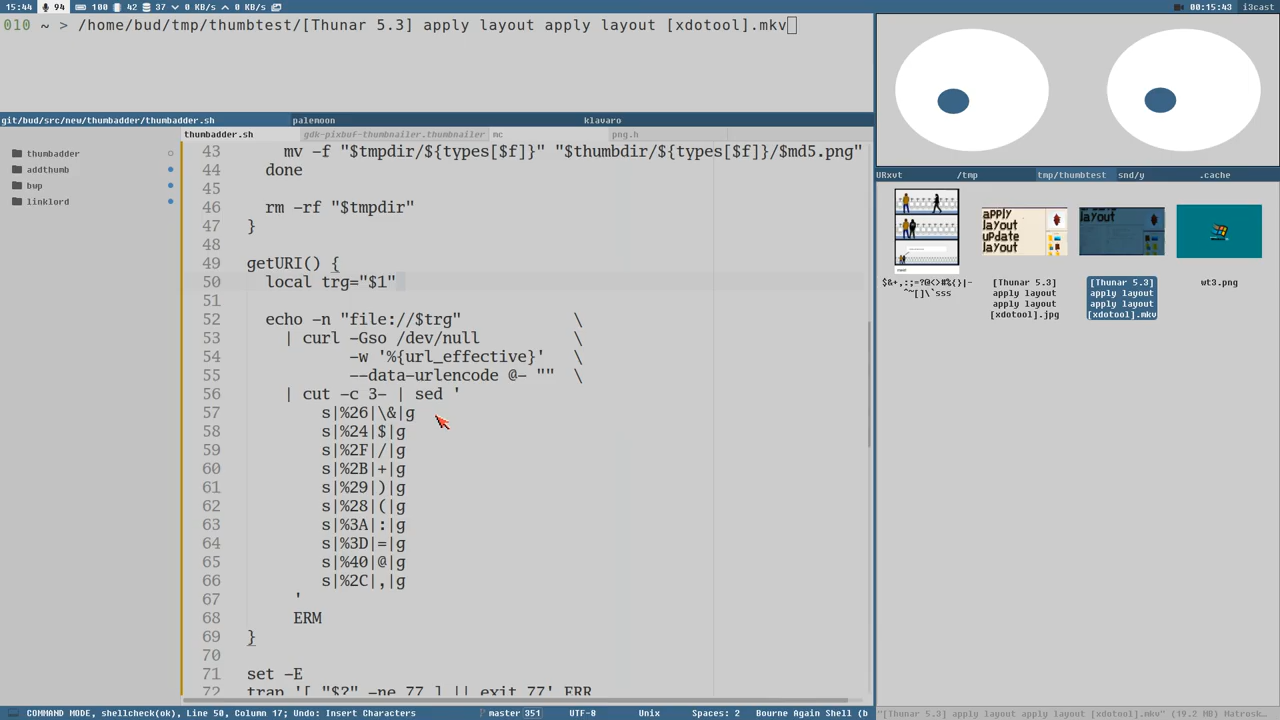 15:44 94 100 42 37 0 KB/s 0 KB/s
00:15:43 i3cast
010 ~ > /home/bud/tmp/thumbtest/[Thunar 5.3] apply layout apply layout [xdotool].mkv
git/bud/src/new/thumbadder/thumbadder.sh palemoon klavaro
thumbadder.sh gdk-pixbuf-thumbnailer.thumbnailer mc png.h
thumbadder
addthumb
bup
linklord
43 mv -f "$tmpdir/${types[$f]}" "$thumbdir/${types[$f]}/$md5.png"
44 done
45
46 rm -rf "$tmpdir"
47 }
48
49 getURI() {
50 local trg="$1"
51
52 echo -n "file://$trg" \
53 | curl -Gso /dev/null \
54 -w '%{url_effective}' \
55 --data-urlencode @- "" \
56 | cut -c 3- | sed '
57 s|%26|\&|g
58 s|%24|$|g
59 s|%2F|/|g
60 s|%2B|+|g
61 s|%29|)|g
62 s|%28|(|g
63 s|%3A|:|g
64 s|%3D|=|g
65 s|%40|@|g
66 s|%2C|,|g
67 '
68 ERM
69 }
70
71 set -E
72 trap '[ "$?" -ne 77 ] || exit 77' ERR
COMMAND MODE, shellcheck(ok), Line 50, Column 17; Undo: Insert Characters master 351 UTF-8 Unix Spaces: 2 Bourne Again Shell (b
URxvt /tmp tmp/thumbtest snd/y .cache
apply
layout
update
layout
$&+,:;=?@<>#%{}|-
^~[]\`sss
[Thunar 5.3]
apply layout
apply layout
[xdotool].jpg
[Thunar 5.3]
apply layout
apply layout
[xdotool].mkv
wt3.png
"[Thunar 5.3] apply layout apply layout [xdotool].mkv" (19.2 MB) Matrosk